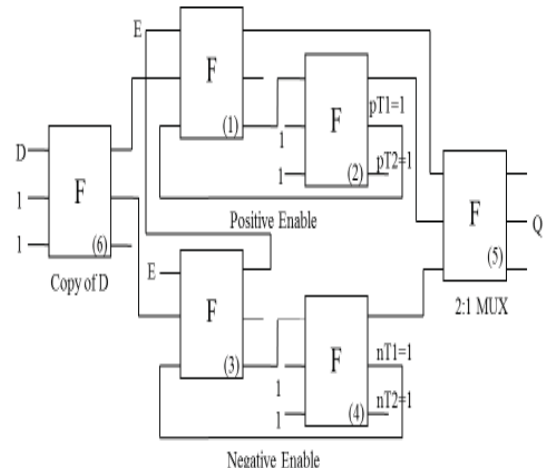 E
F
(1)
F
pT1=1
1
1
pT2=1
(2)
D
1
1
F
(6)
Copy of D
Positive Enable
F
(5)
Q
2:1 MUX
E
F
(3)
F
nT1=1
1
1
nT2=1
(4)
Negative Enable